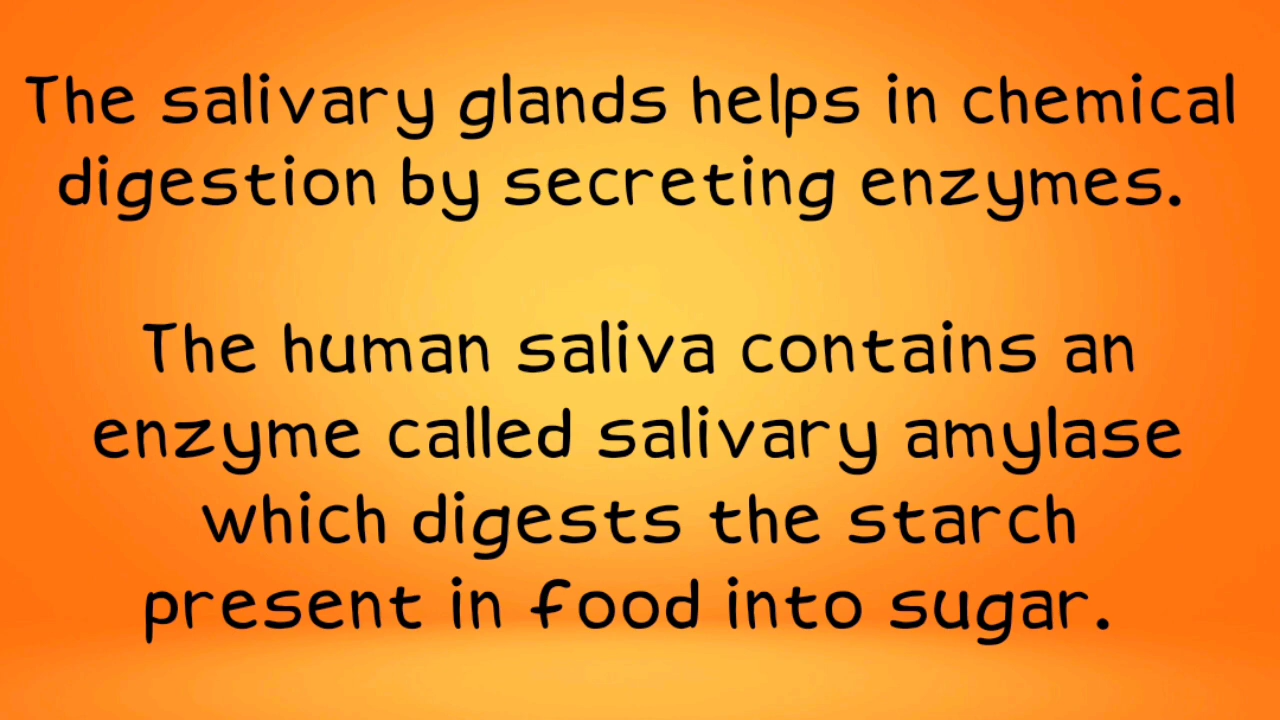 The salivary glands helps in chemical
digestion by secreting enzymes.
The human saliva contains an
enzyme called salivary amylase
which digests the starch
present in food into sugar.